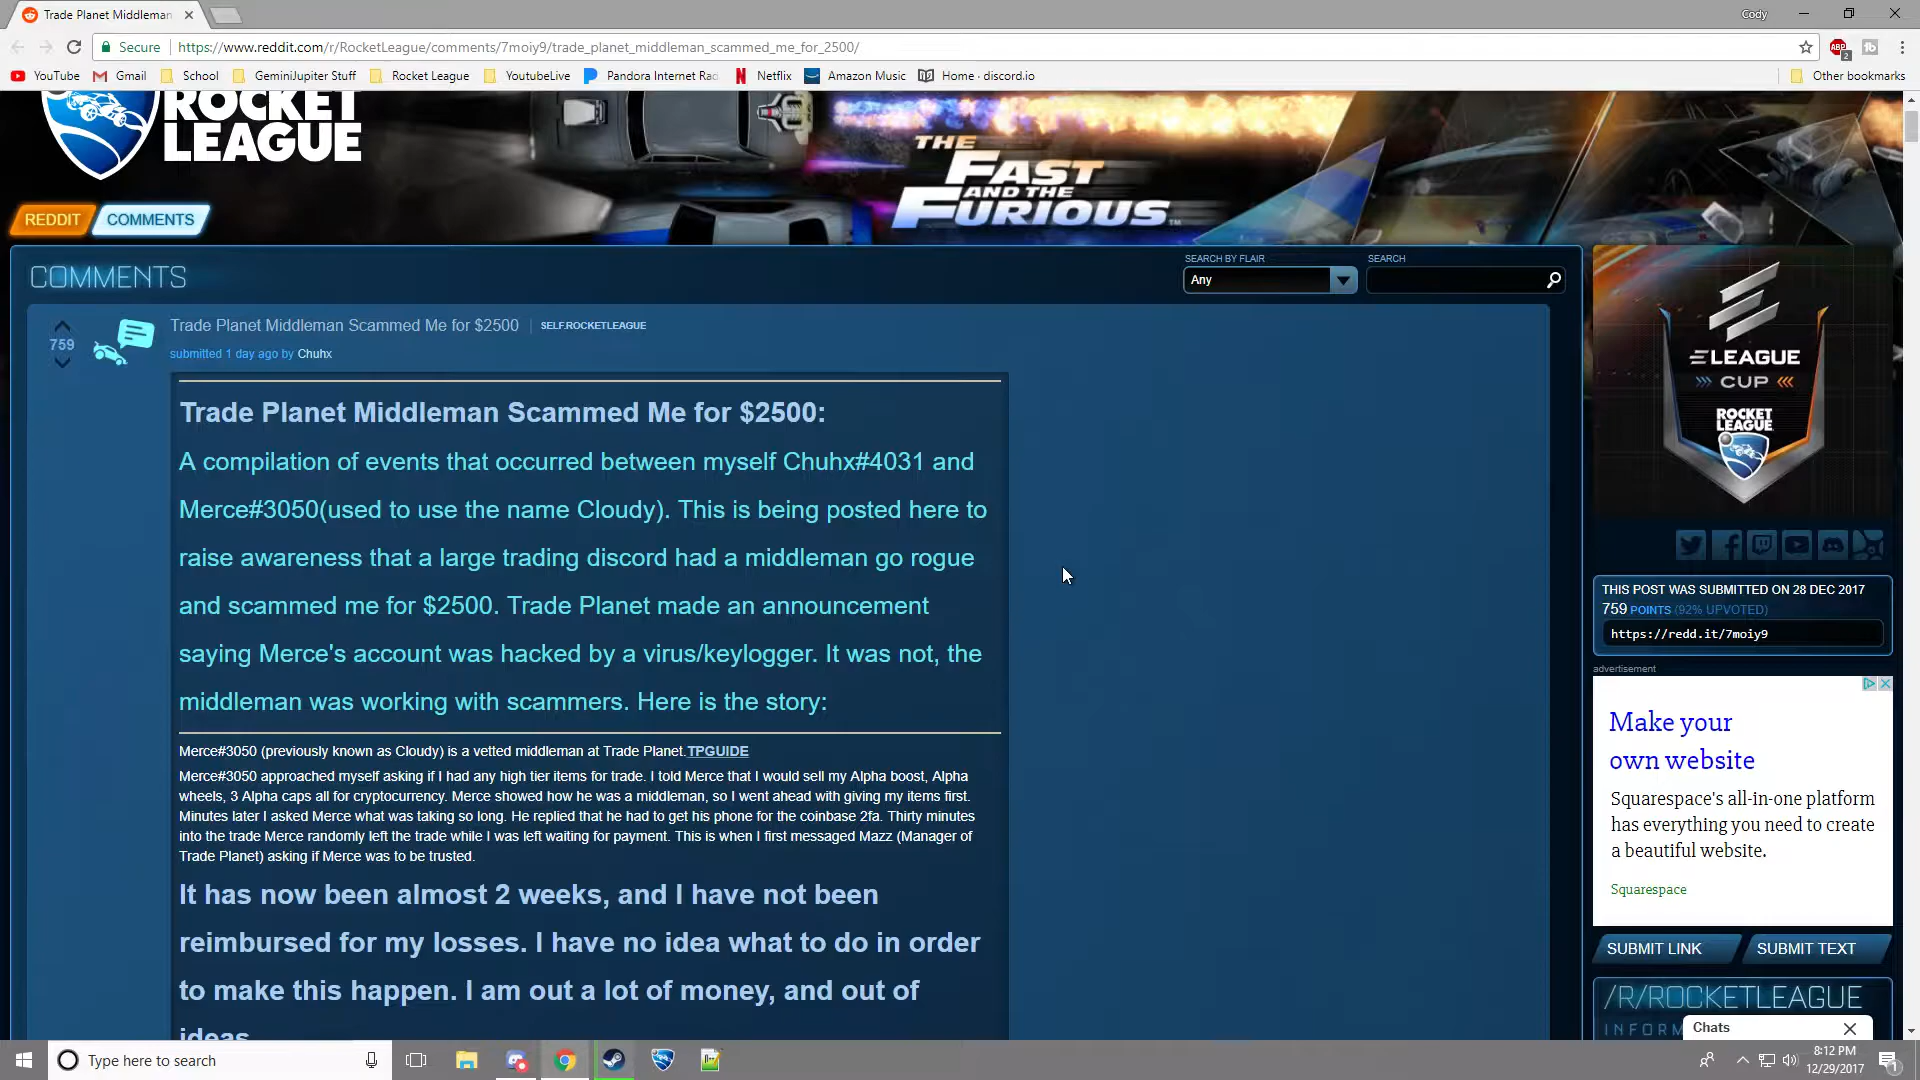 Trade Planet Middleman
Cody
Secure
https://www.reddit.com/r/RocketLeague/comments/7moiy9/trade_planet_middleman_scammed_me_for_2500/
ABP
2
YouTube
Gmail
School
GeminiJupiter Stuff
Rocket League
YoutubeLive
Pandora Internet Rad
Netflix
Amazon Music
Home · discord.io
Other bookmarks
ROCKET
LEAGUE
THE
FAST
AND THE
FURIOUS
REDDIT
COMMENTS
COMMENTS
SEARCH BY FLAIR
SEARCH
Any
759
Trade Planet Middleman Scammed Me for $2500
SELF.ROCKETLEAGUE
submitted 1 day ago by Chuhx
Trade Planet Middleman Scammed Me for $2500:
A compilation of events that occurred between myself Chuhx#4031 and
Merce#3050(used to use the name Cloudy). This is being posted here to
raise awareness that a large trading discord had a middleman go rogue
and scammed me for $2500. Trade Planet made an announcement
saying Merce's account was hacked by a virus/keylogger. It was not, the
middleman was working with scammers. Here is the story:
Merce#3050 (previously known as Cloudy) is a vetted middleman at Trade Planet.TPGUIDE
Merce#3050 approached myself asking if I had any high tier items for trade. I told Merce that I would sell my Alpha boost, Alpha
wheels, 3 Alpha caps all for cryptocurrency. Merce showed how he was a middleman, so I went ahead with giving my items first.
Minutes later I asked Merce what was taking so long. He replied that he had to get his phone for the coinbase 2fa. Thirty minutes
into the trade Merce randomly left the trade while I was left waiting for payment. This is when I first messaged Mazz (Manager of
Trade Planet) asking if Merce was to be trusted.
It has now been almost 2 weeks, and I have not been
reimbursed for my losses. I have no idea what to do in order
to make this happen. I am out a lot of money, and out of
ideas
ELEAGUE
CUP
ROCKET
LEAGUE
THIS POST WAS SUBMITTED ON 28 DEC 2017
759 POINTS (92% UPVOTED)
https://redd.it/7moiy9
advertisement
Make your
own website
Squarespace's all-in-one platform
has everything you need to create
a beautiful website.
Squarespace
SUBMIT LINK
SUBMIT TEXT
/R/ROCKETLEAGUE
INFORM
Chats
Type here to search
8:12 PM
12/29/2017
1